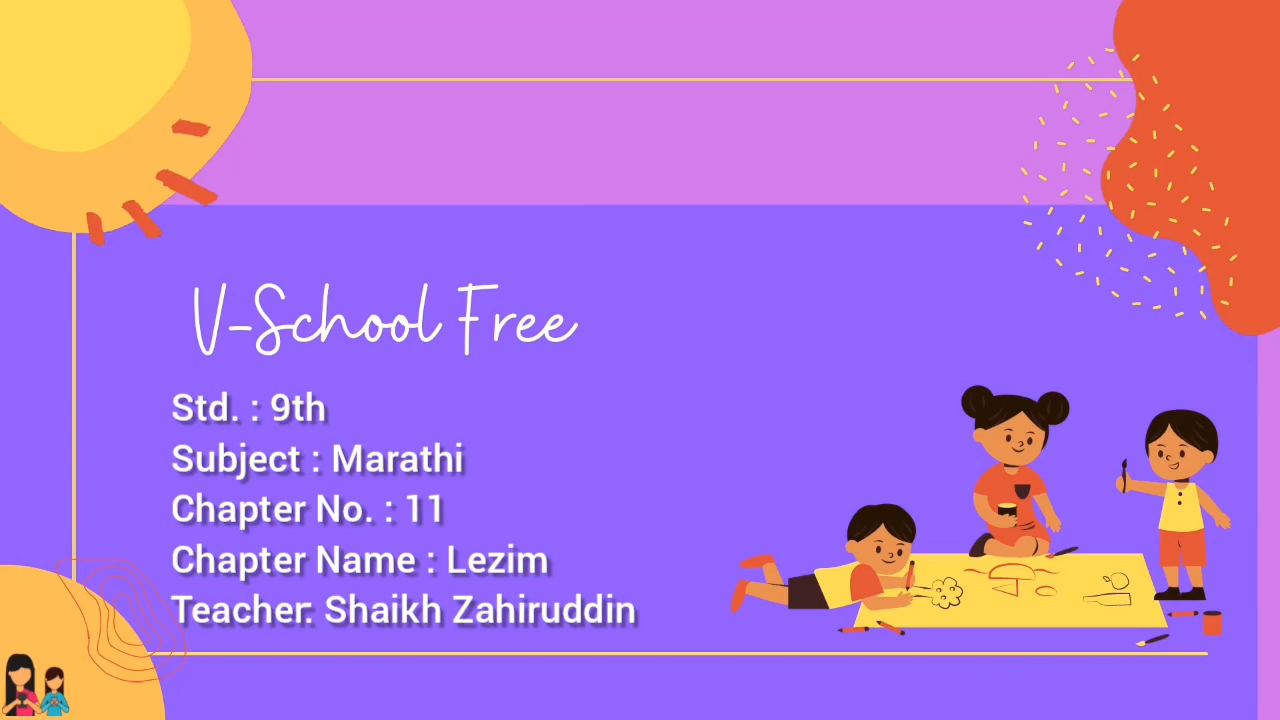 V-School Free
Std. : 9th
Subject : Marathi
Chapter No. : 11
Chapter Name : Lezim
Teacher: Shaikh Zahiruddin